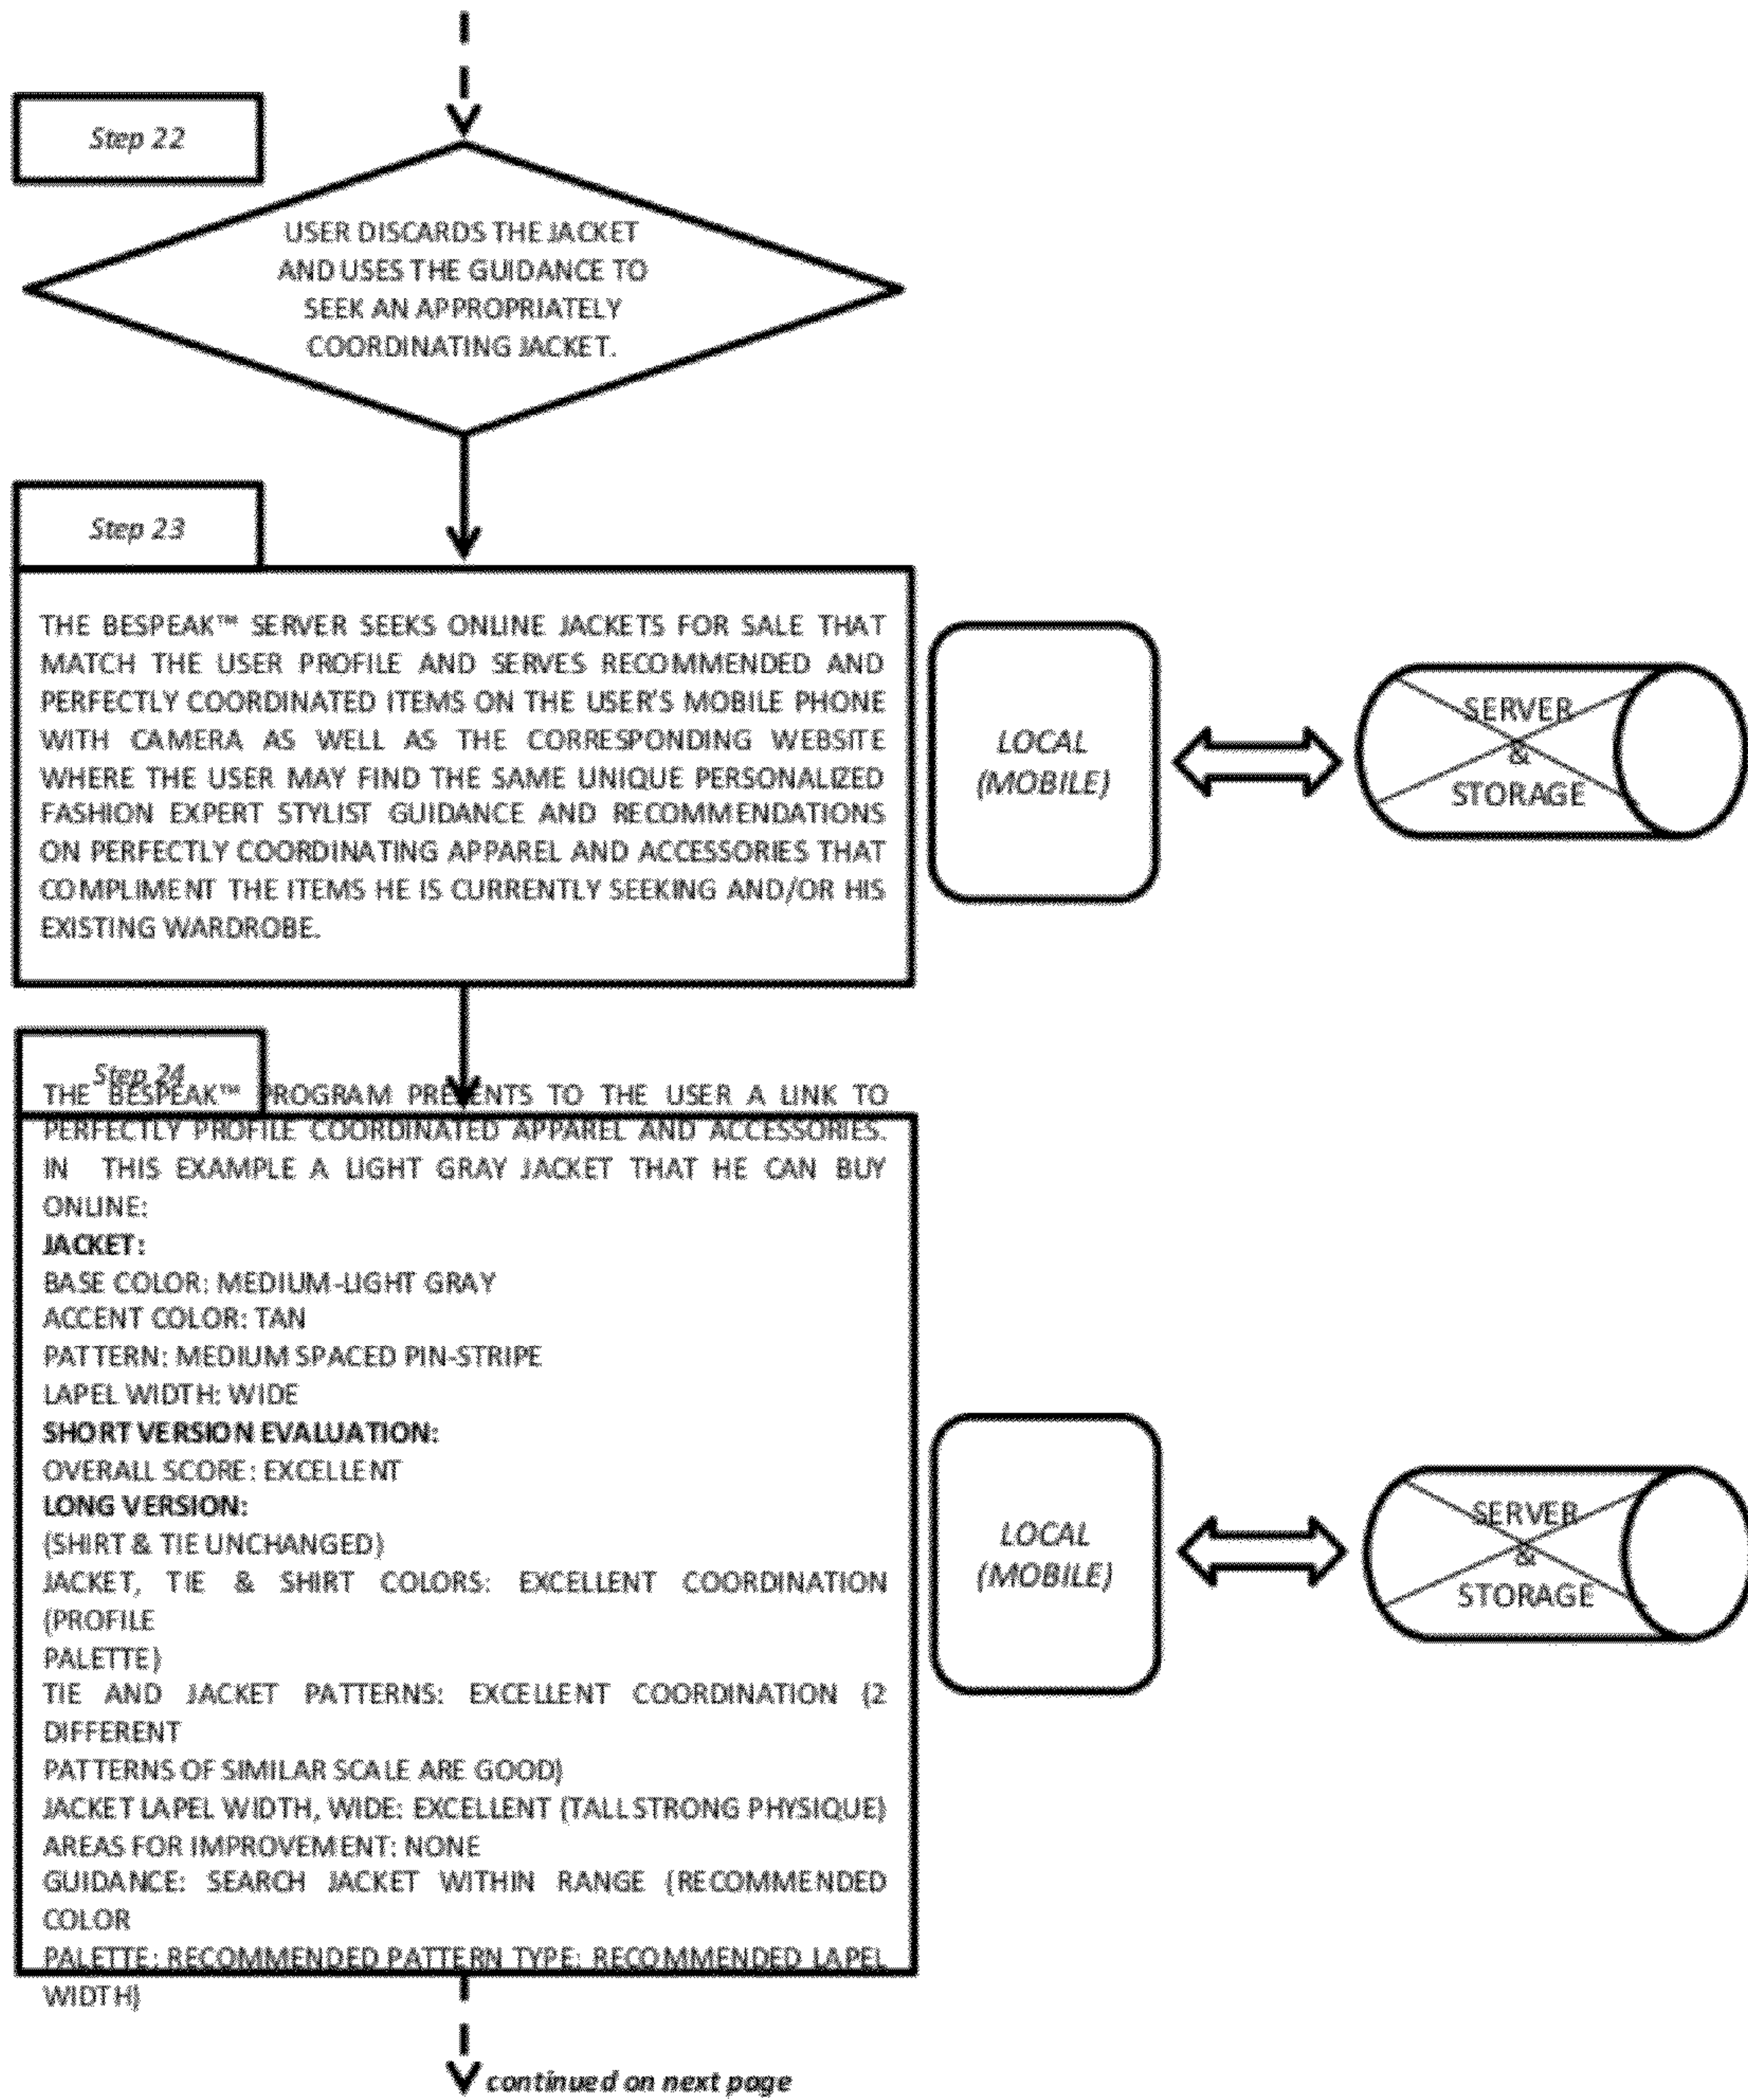 Step 22
USER DISCARDS THE JACKET
AND USES THE GUIDANCE TO
SEEK AN APPROPRIATELY
COORDINATING JACKET.
Step 23
THE BESPEAK™ SERVER SEEKS ONLINE JACKETS FOR SALE THAT
MATCH THE USER PROFILE AND SERVES RECOMMENDED AND
PERFECTLY COORDINATED ITEMS ON THE USER'S MOBILE PHONE
WITH CAMERA AS WELL AS THE CORRESPONDING WEBSITE
WHERE THE USER MAY FIND THE SAME UNIQUE PERSONALIZED
FASHION EXPERT STYLIST GUIDANCE AND RECOMMENDATIONS
ON PERFECTLY COORDINATING APPAREL AND ACCESSORIES THAT
COMPLIMENT THE ITEMS HE IS CURRENTLY SEEKING AND/OR HIS
EXISTING WARDROBE.
LOCAL
(MOBILE)
SERVER
&
STORAGE
Step 24
THE BESPEAK™ PROGRAM PRESENTS TO THE USER A LINK TO
PERFECTLY PROFILE COORDINATED APPAREL AND ACCESSORIES.
IN THIS EXAMPLE A LIGHT GRAY JACKET THAT HE CAN BUY
ONLINE:
JACKET:
BASE COLOR: MEDIUM-LIGHT GRAY
ACCENT COLOR: TAN
PATTERN: MEDIUM SPACED PIN-STRIPE
LAPEL WIDTH: WIDE
SHORT VERSION EVALUATION:
OVERALL SCORE: EXCELLENT
LONG VERSION:
(SHIRT & TIE UNCHANGED)
JACKET, TIE & SHIRT COLORS: EXCELLENT COORDINATION
(PROFILE
PALETTE)
TIE AND JACKET PATTERNS: EXCELLENT COORDINATION (2
DIFFERENT
PATTERNS OF SIMILAR SCALE ARE GOOD)
JACKET LAPEL WIDTH, WIDE: EXCELLENT (TALL STRONG PHYSIQUE)
AREAS FOR IMPROVEMENT: NONE
GUIDANCE: SEARCH JACKET WITHIN RANGE (RECOMMENDED
COLOR
PALETTE; RECOMMENDED PATTERN TYPE; RECOMMENDED LAPEL
WIDTH)
LOCAL
(MOBILE)
SERVER
&
STORAGE
continued on next page